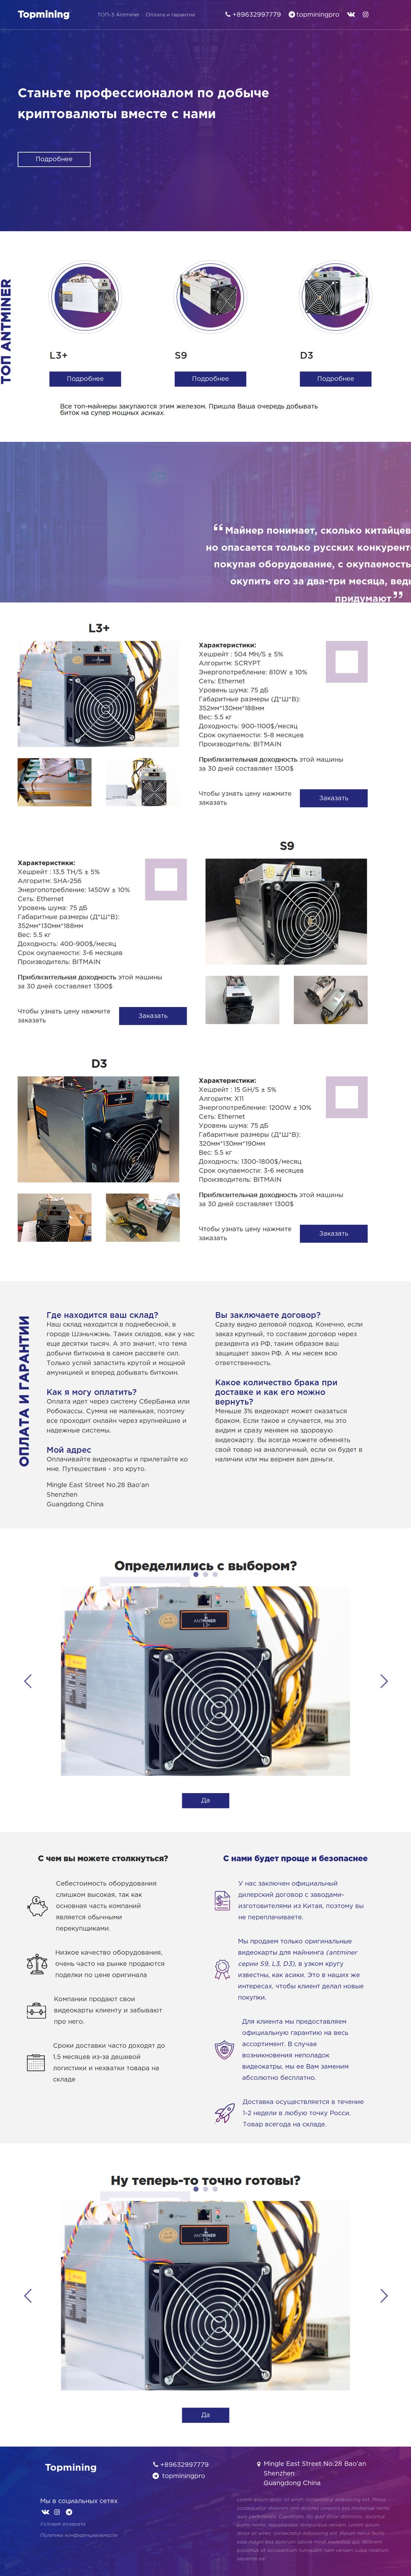 Topmining
ТОП-3 Antminer Оплата и гарантии
+89632997779 topminingpro
Станьте профессионалом по добыче
криптовалюты вместе с нами
Подробнее
ТОП ANTMINER
L3+ S9 D3
Подробнее Подробнее Подробнее
Все топ-майнеры закупаются этим железом. Пришла Ваша очередь добывать
биток на супер мощных асиках.
“ Майнер понимает, сколько китайцев
но опасается только русских конкурент
покупая оборудование, с окупаемость
окупить его за два-три месяца, ведь
придумают ”
L3+
Характеристики:
Хешрейт : 504 MH/S ± 5%
Алгоритм: SCRYPT
Энергопотребление: 810W ± 10%
Сеть: Ethernet
Уровень шума: 75 дБ
Габаритные размеры (Д*Ш*В):
352мм*130мм*188мм
Вес: 5.5 кг
Доходность: 900-1100$/месяц
Срок окупаемости: 5-8 месяцев
Производитель: BITMAIN
Приблизительная доходность этой машины
за 30 дней составляет 1300$
Чтобы узнать цену нажмите
заказать
Заказать
S9
Характеристики:
Хешрейт : 13,5 TH/S ± 5%
Алгоритм: SHA-256
Энергопотребление: 1450W ± 10%
Сеть: Ethernet
Уровень шума: 75 дБ
Габаритные размеры (Д*Ш*В):
352мм*130мм*188мм
Вес: 5.5 кг
Доходность: 400-900$/месяц
Срок окупаемости: 3-6 месяцев
Производитель: BITMAIN
Приблизительная доходность этой машины
за 30 дней составляет 1300$
Чтобы узнать цену нажмите
заказать
Заказать
D3
Характеристики:
Хешрейт : 15 GH/S ± 5%
Алгоритм: X11
Энергопотребление: 1200W ± 10%
Сеть: Ethernet
Уровень шума: 75 дБ
Габаритные размеры (Д*Ш*В):
320мм*130мм*190мм
Вес: 5.5 кг
Доходность: 1300-1800$/месяц
Срок окупаемости: 3-6 месяцев
Производитель: BITMAIN
Приблизительная доходность этой машины
за 30 дней составляет 1300$
Чтобы узнать цену нажмите
заказать
Заказать
ОПЛАТА И ГАРАНТИИ
Где находится ваш склад?
Наш склад находится в поднебесной, в
городе Шэньчжэнь. Таких складов, как у нас
еще десятки тысяч. А это значит, что тема
добычи биткоина в самом рассвете сил.
Только успей запастить крутой и мощной
амуницией и вперед добывать биткоин.
Как я могу оплатить?
Оплата идет через систему СберБанка или
Робокассы. Сумма не маленькая, поэтому
все проходит онлайн через крупнейшие и
надежные системы.
Мой адрес
Оплачивайте видеокарты и прилетайте ко
мне. Путешествия - это круто.
Mingle East Street No.28 Bao'an
Shenzhen
Guangdong China
Вы заключаете договор?
Сразу видно деловой подход. Конечно, если
заказ крупный, то составим договор через
резидента из РФ, таким образом ваш
защищает закон РФ. А мы несем всю
ответственность.
Какое количество брака при
доставке и как его можно
вернуть?
Меньше 3% видеокарт может оказаться
браком. Если такое и случается, мы это
видим и сразу меняем на здоровую
видеокарту. Вы всегда можете обменять
свой товар на аналогичный, если он будет в
наличии или мы вернем вам деньги.
Определились с выбором?
ANTMINER
L3+
Да
С чем вы можете столкнуться?
Себестоимость оборудования
слишком высокая, так как
основная часть компаний
является обычными
перекупщиками.
Низкое качество оборудования,
очень часто на рынке продаются
поделки по цене оригинала
Компании продают свои
видеокарты клиенту и забывают
про него.
Сроки доставки часто доходят до
1,5 месяцев из-за дешевой
логистики и нехватки товара на
складе
С нами будет проще и безопаснее
У нас заключен официальный
дилерский договор с заводами-
изготовителями из Китая, поэтому вы
не переплачиваете.
Мы продаем только оригинальные
видеокарты для майнинга (antminer
серии S9, L3, D3), в узком кругу
известны, как асики. Это в наших же
интересах, чтобы клиент делал новые
покупки.
Для клиента мы предоставляем
официальную гарантию на весь
ассортимент. В случае
возникновения неполадок
видеокатры, мы ее Вам заменим
абсолютно бесплатно.
Доставка осуществляется в течение
1-2 недели в любую точку Росси.
Товар всегода на складе.
Ну теперь-то точно готовы?
ANTMINER
L3+
Да
Topmining
+89632997779
topminingpro
Mingle East Street No.28 Bao'an
Shenzhen
Guangdong China
Мы в социальных сетях
Условия возврата
Политика конфиденциальности